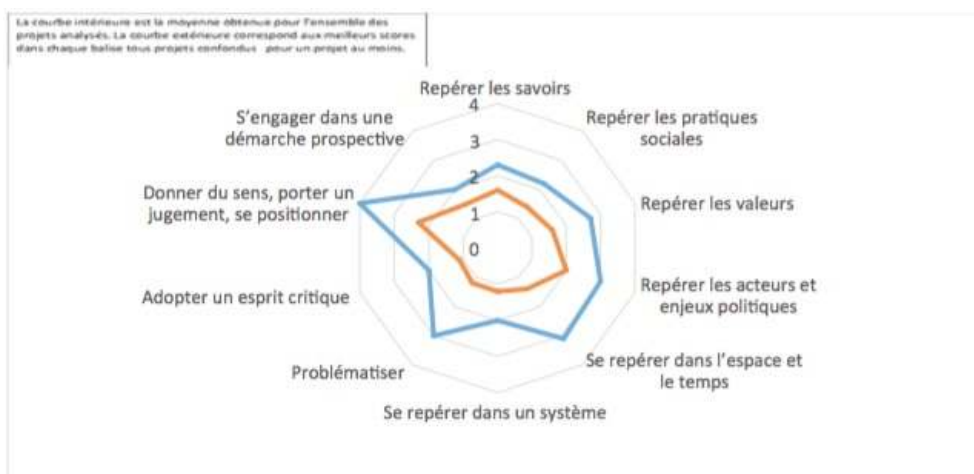 La courbe intérieure est la moyenne obtenue pour l'ensemble des
projets analysés. La courbe extérieure correspond aux meilleurs scores
dans chaque balise tous projets confondus pour un projet au moins.
Repérer les savoirs
4
3
2
1
0
Repérer les pratiques
sociales
Repérer les valeurs
Repérer les acteurs et
enjeux politiques
Se repérer dans l'espace et
le temps
Se repérer dans un système
Problématiser
Adopter un esprit critique
Donner du sens, porter un
jugement, se positionner
S'engager dans une
démarche prospective